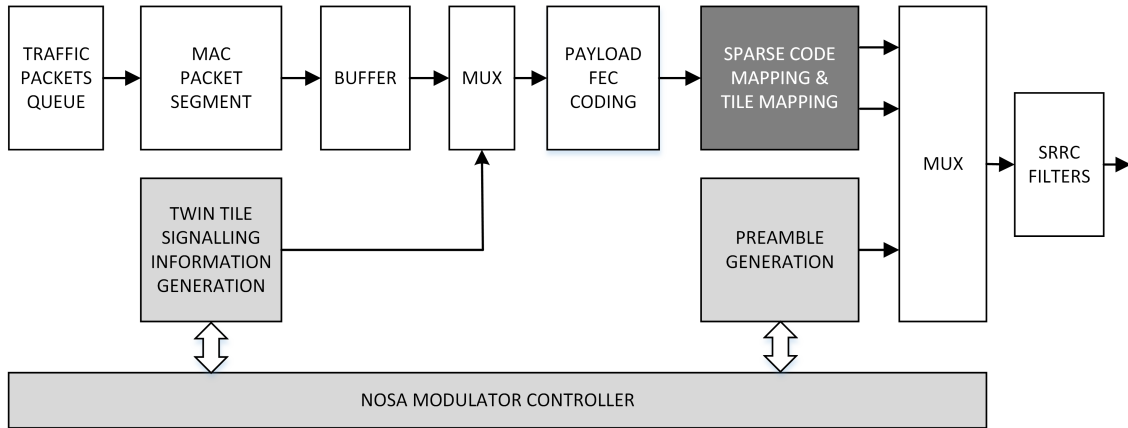 TRAFFIC
PACKETS
QUEUE
MAC
PACKET
SEGMENT
BUFFER
MUX
PAYLOAD
FEC
CODING
SPARSE CODE
MAPPING &
TILE MAPPING
MUX
SRRC
FILTERS
TWIN TILE
SIGNALLING
INFORMATION
GENERATION
PREAMBLE
GENERATION
NOSA MODULATOR CONTROLLER